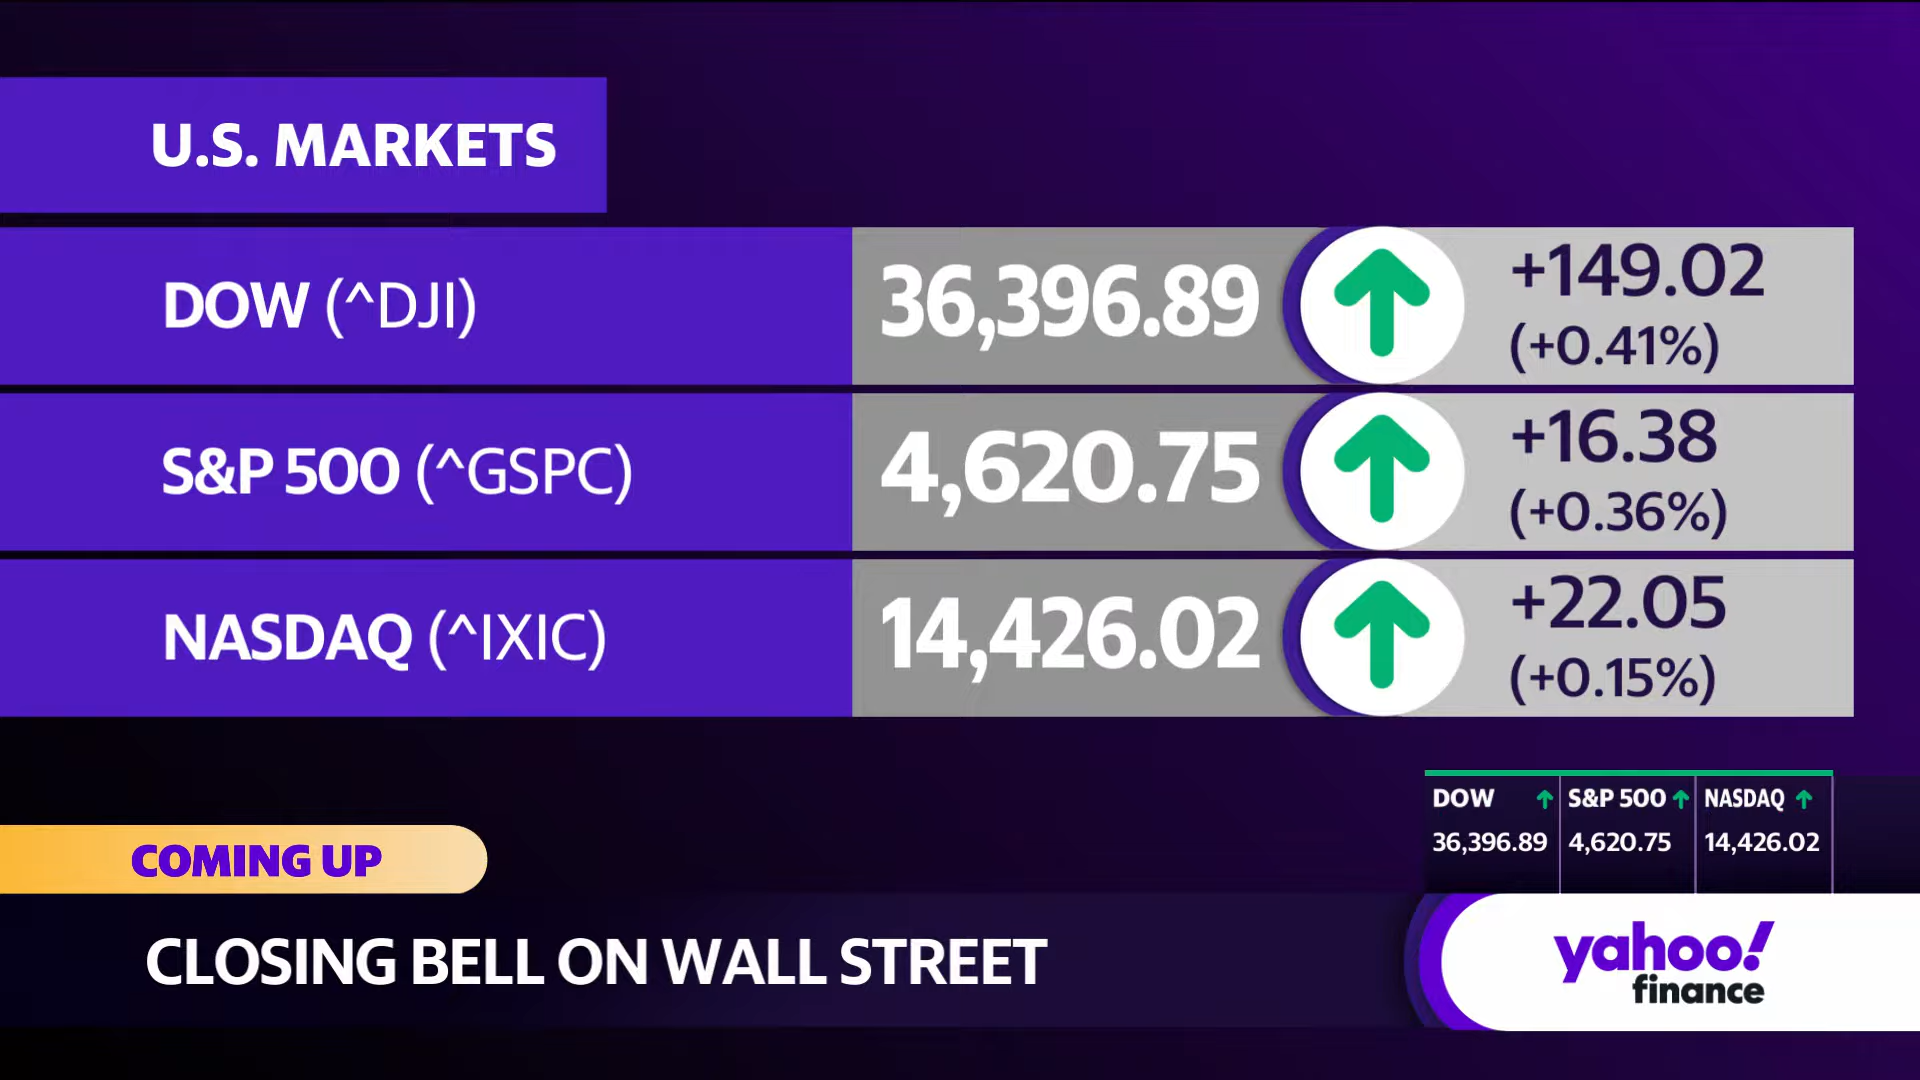 U.S. MARKETS
DOW (^DJI) 36,396.89 +149.02
(+0.41%)
S&P 500 (^GSPC) 4,620.75 +16.38
(+0.36%)
NASDAQ (^IXIC) 14,426.02 +22.05
(+0.15%)
DOW S&P 500 NASDAQ
36,396.89 4,620.75 14,426.02
COMING UP
CLOSING BELL ON WALL STREET
yahoo!
finance